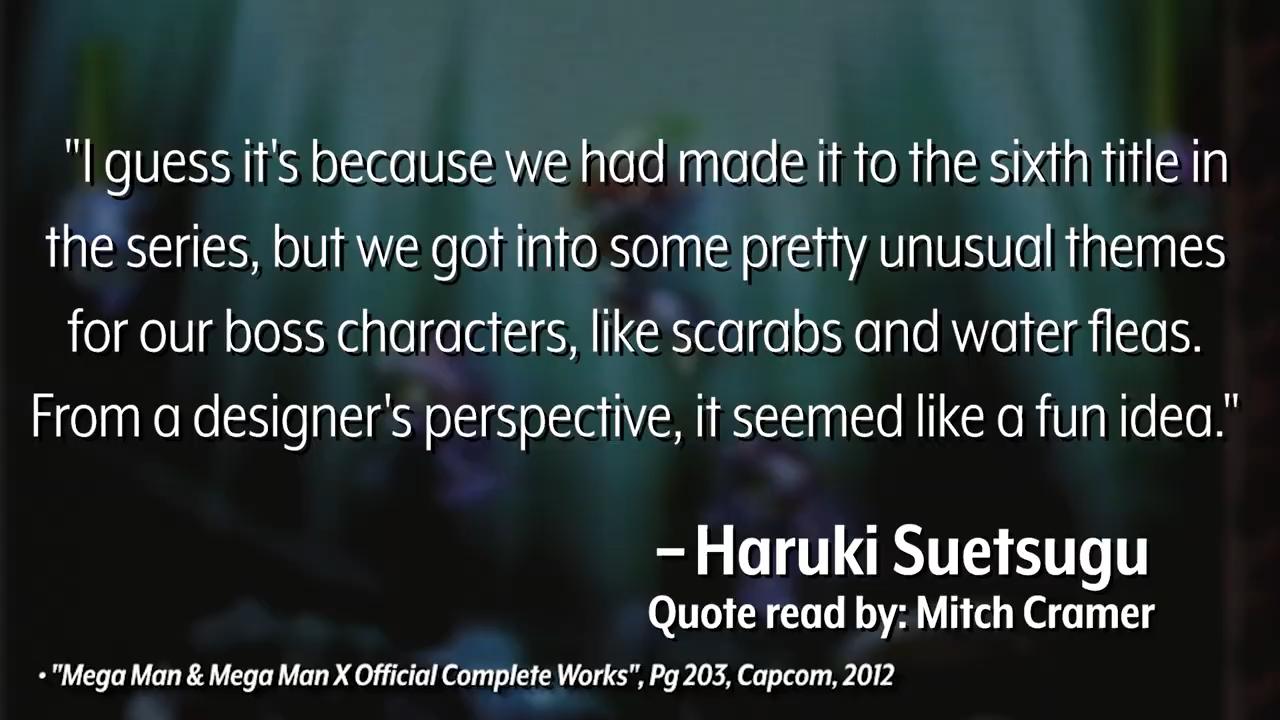 "I guess it's because we had made it to the sixth title in
the series, but we got into some pretty unusual themes
for our boss characters, like scarabs and water fleas.
From a designer's perspective, it seemed like a fun idea."
– Haruki Suetsugu
Quote read by: Mitch Cramer
• "Mega Man & Mega Man X Official Complete Works", Pg 203, Capcom, 2012